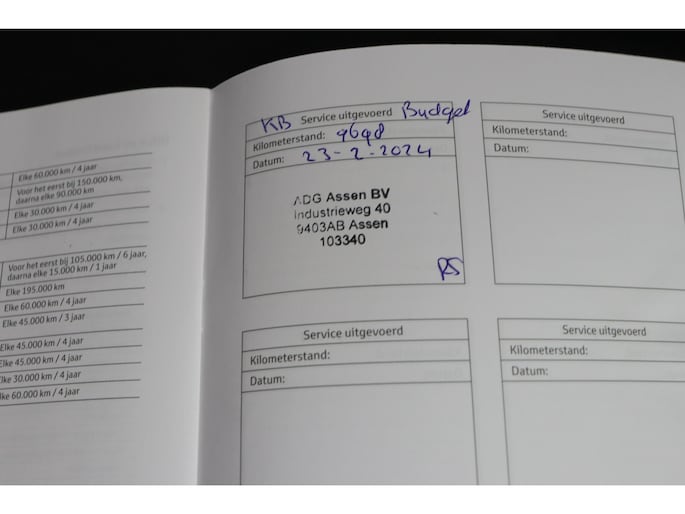 Elke 60.000 km / 4 jaar
Voor het eerst bij 150.000 km,
daarna elke 90.000 km
Elke 30.000 km / 4 jaar
Elke 30.000 km / 4 jaar
Voor het eerst bij 105.000 km / 6 jaar,
daarna elke 15.000 km / 1 jaar
Elke 195.000 km
Elke 60.000 km / 4 jaar
Elke 45.000 km / 3 jaar
Elke 45.000 km / 4 jaar
Elke 45.000 km / 4 jaar
Elke 30.000 km / 4 jaar
Elke 60.000 km / 4 jaar
KB Service uitgevoerd Budget
Kilometerstand:
Datum: 23-2-2024
ADG Assen BV
Industrieweg 40
9403AB Assen
103340
RS
Service uitgevoerd
Kilometerstand:
Datum:
Service uitgevoerd
Kilometerstand:
Datum:
Service uitgevoerd
Kilometerstand:
Datum: